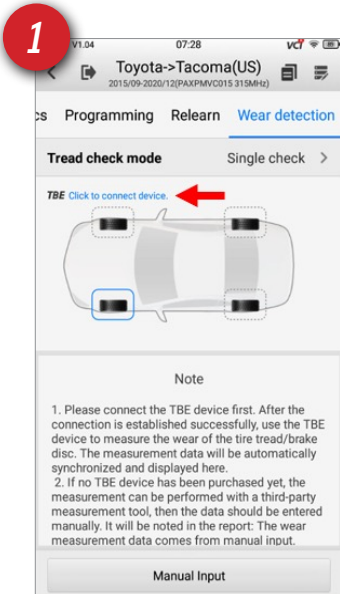 1
V1.04 07:28 VCI
Toyota->Tacoma(US)
2015/09-2020/12(PAXPMVC015 315MHz)
cs Programming Relearn Wear detection
Tread check mode Single check >
TBE Click to connect device.
Note
1. Please connect the TBE device first. After the
connection is established successfully, use the TBE
device to measure the wear of the tire tread/brake
disc. The measurement data will be automatically
synchronized and displayed here.
2. If no TBE device has been purchased yet, the
measurement can be performed with a third-party
measurement tool, then the data should be entered
manually. It will be noted in the report: The wear
measurement data comes from manual input.
Manual Input